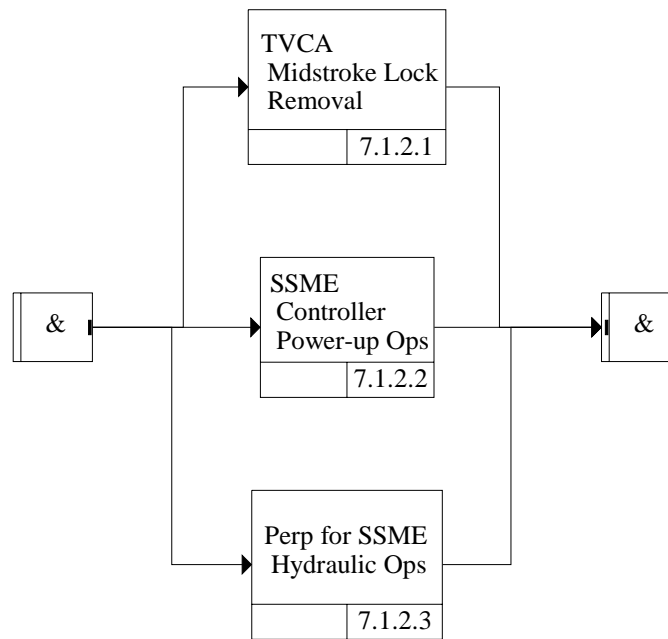 TVCA
Midstroke Lock
Removal
7.1.2.1
&
SSME
Controller
Power-up Ops
7.1.2.2
&
Perp for SSME
Hydraulic Ops
7.1.2.3